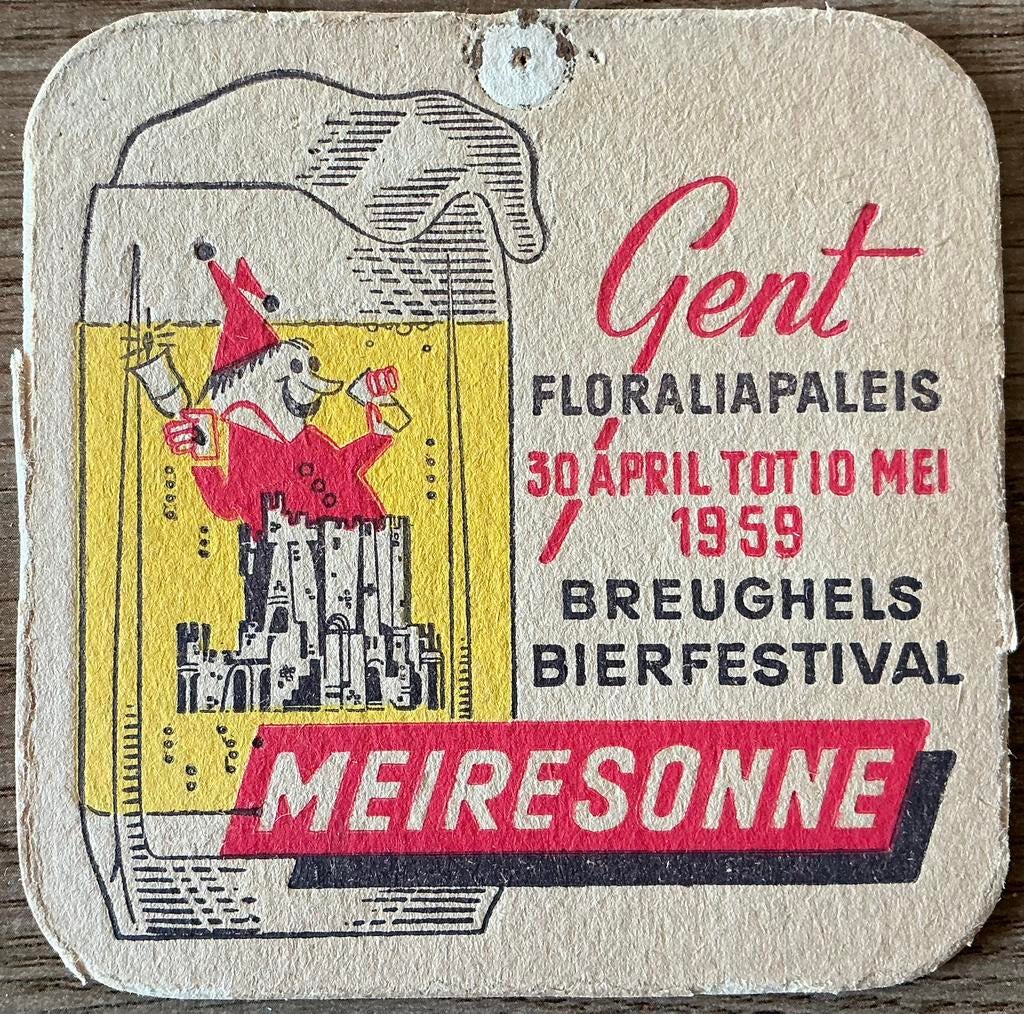 Gent
FLORALIAPALEIS
30 APRIL TOT 10 MEI
1959
BREUGHELS
BIERFESTIVAL
MEIRESONNE